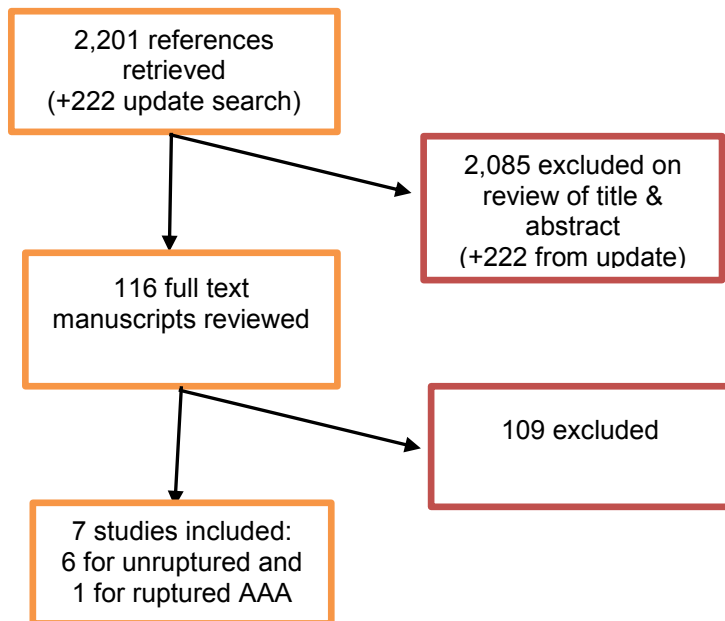 2,201 references
retrieved
(+222 update search)
2,085 excluded on
review of title &
abstract
(+222 from update)
116 full text
manuscripts reviewed
109 excluded
7 studies included:
6 for unruptured and
1 for ruptured AAA